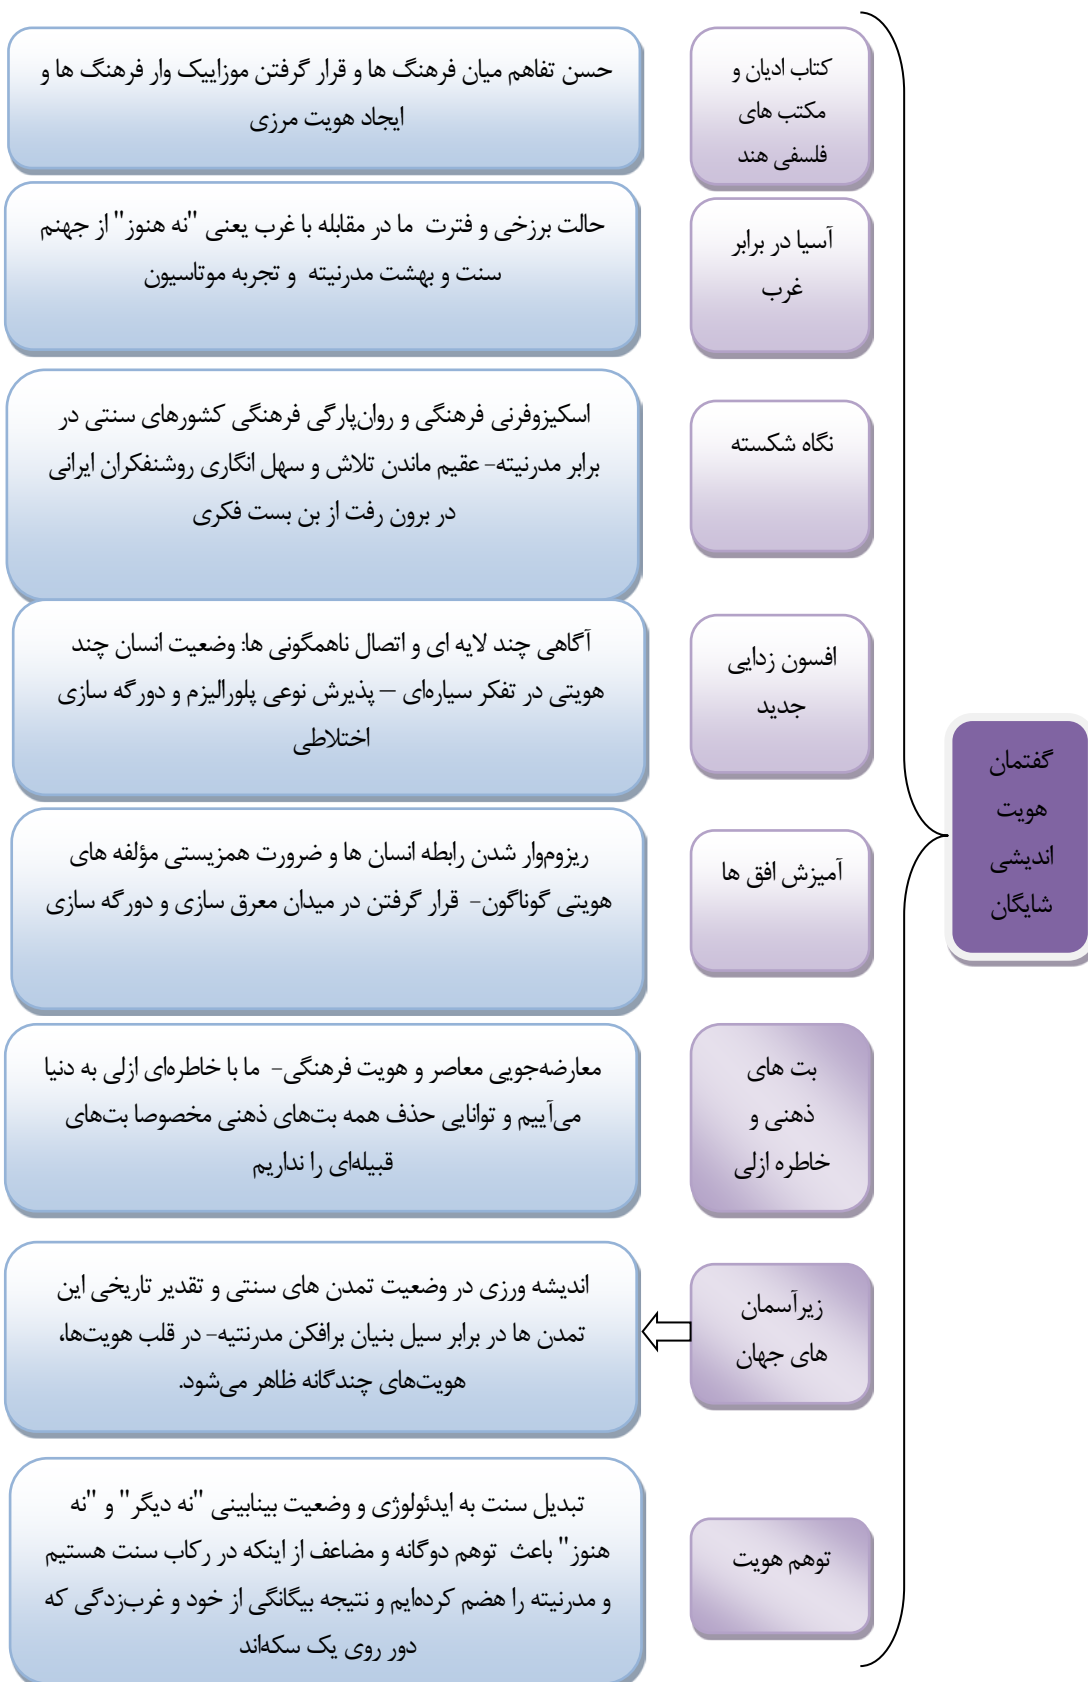 کتاب ادیان و
مکتب های
فلسفی هند
حسن تفاهم میان فرهنگ ها و قرار گرفتن موزاییک وار فرهنگ ها و
ایجاد هویت مرزی
آسیا در برابر
غرب
حالت برزخی و فترت ما در مقابله با غرب یعنی "نه هنوز" از جهنم
سنت و بهشت مدرنیته و تجربه موتاسیون
نگاه شکسته
اسکیزوفرنی فرهنگی و روان‌پارگی فرهنگی کشورهای سنتی در
برابر مدرنیته- عقیم ماندن تلاش و سهل انگاری روشنفکران ایرانی
در برون رفت از بن بست فکری
افسون زدایی
جدید
آگاهی چند لایه ای و اتصال ناهمگونی ها: وضعیت انسان چند
هویتی در تفکر سیاره‌ای – پذیرش نوعی پلورالیزم و دورگه سازی
اختلاطی
گفتمان
هویت
اندیشی
شایگان
آمیزش افق ها
ریزوم‌وار شدن رابطه انسان ها و ضرورت همزیستی مؤلفه های
هویتی گوناگون- قرار گرفتن در میدان معرق سازی و دورگه سازی
بت های
ذهنی و
خاطره ازلی
معارضه‌جویی معاصر و هویت فرهنگی- ما با خاطره‌ای ازلی به دنیا
می‌آییم و توانایی حذف همه بت‌های ذهنی مخصوصا بت‌های
قبیله‌ای را نداریم
زیرآسمان
های جهان
اندیشه ورزی در وضعیت تمدن های سنتی و تقدیر تاریخی این
تمدن ها در برابر سیل بنیان برافکن مدرنتیه- در قلب هویت‌ها،
هویت‌های چندگانه ظاهر می‌شود.
توهم هویت
تبدیل سنت به ایدئولوژی و وضعیت بینابینی "نه دیگر" و "نه
هنوز" باعث توهم دوگانه و مضاعف از اینکه در رکاب سنت هستیم
و مدرنیته را هضم کرده‌ایم و نتیجه بیگانگی از خود و غرب‌زدگی که
دور روی یک سکه‌اند